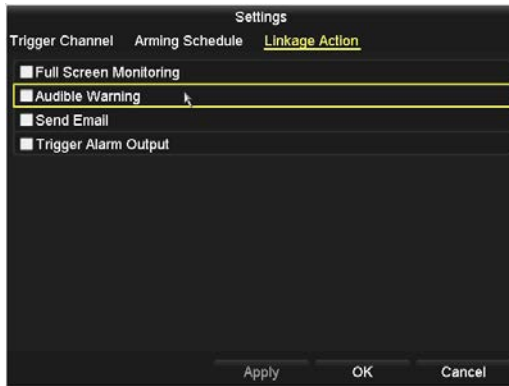 Settings
Trigger Channel Arming Schedule Linkage Action
Full Screen Monitoring
Audible Warning
Send Email
Trigger Alarm Output
Apply OK Cancel